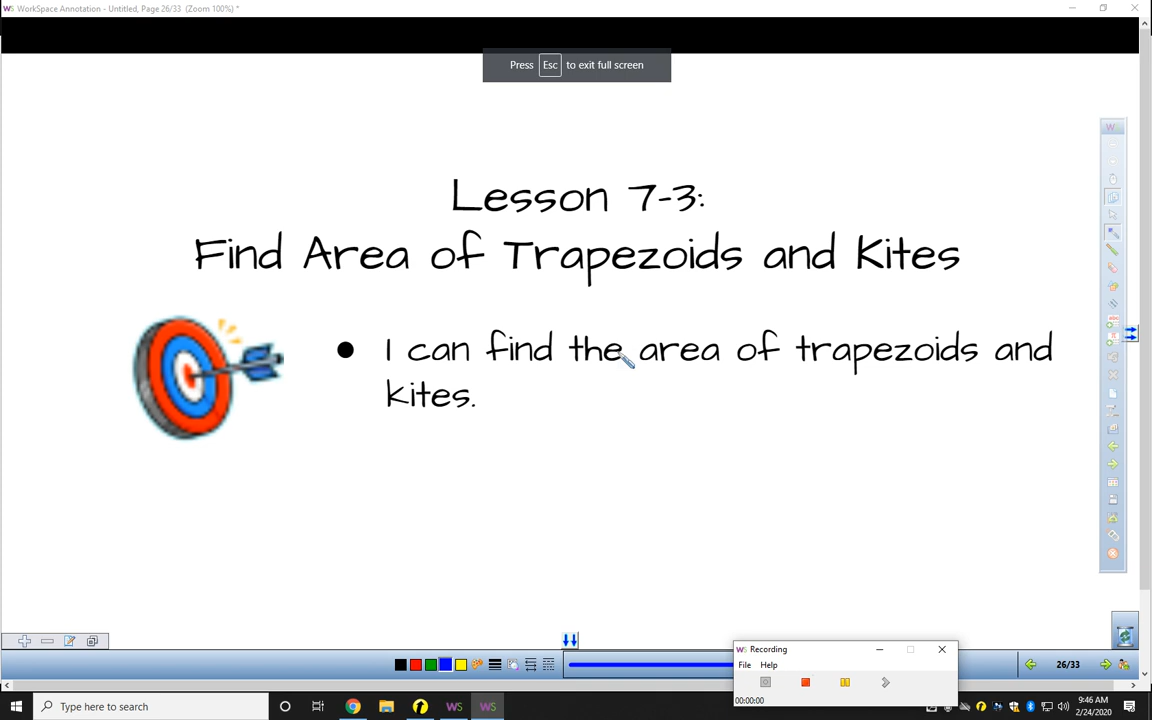 WorkSpace Annotation - Untitled, Page 26/33 (Zoom 100%) *
Press Esc to exit full screen
Lesson 7-3:
Find Area of Trapezoids and Kites
● I can find the area of trapezoids and
kites.
Recording
File Help
00:00:00
26/33
Type here to search
9:46 AM
2/24/2020